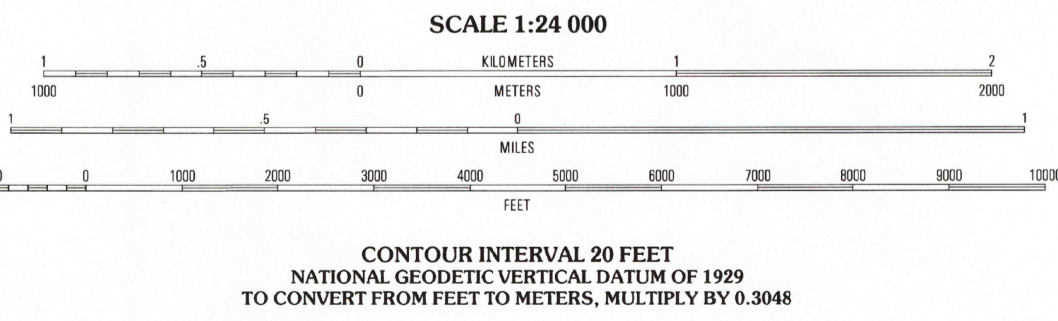 SCALE 1:24 000
1 .5 0 KILOMETERS 1 2
1000 0 METERS 1000 2000
1 .5 0 1
MILES
0 0 1000 2000 3000 4000 5000 6000 7000 8000 9000 10000
FEET
CONTOUR INTERVAL 20 FEET
NATIONAL GEODETIC VERTICAL DATUM OF 1929
TO CONVERT FROM FEET TO METERS, MULTIPLY BY 0.3048